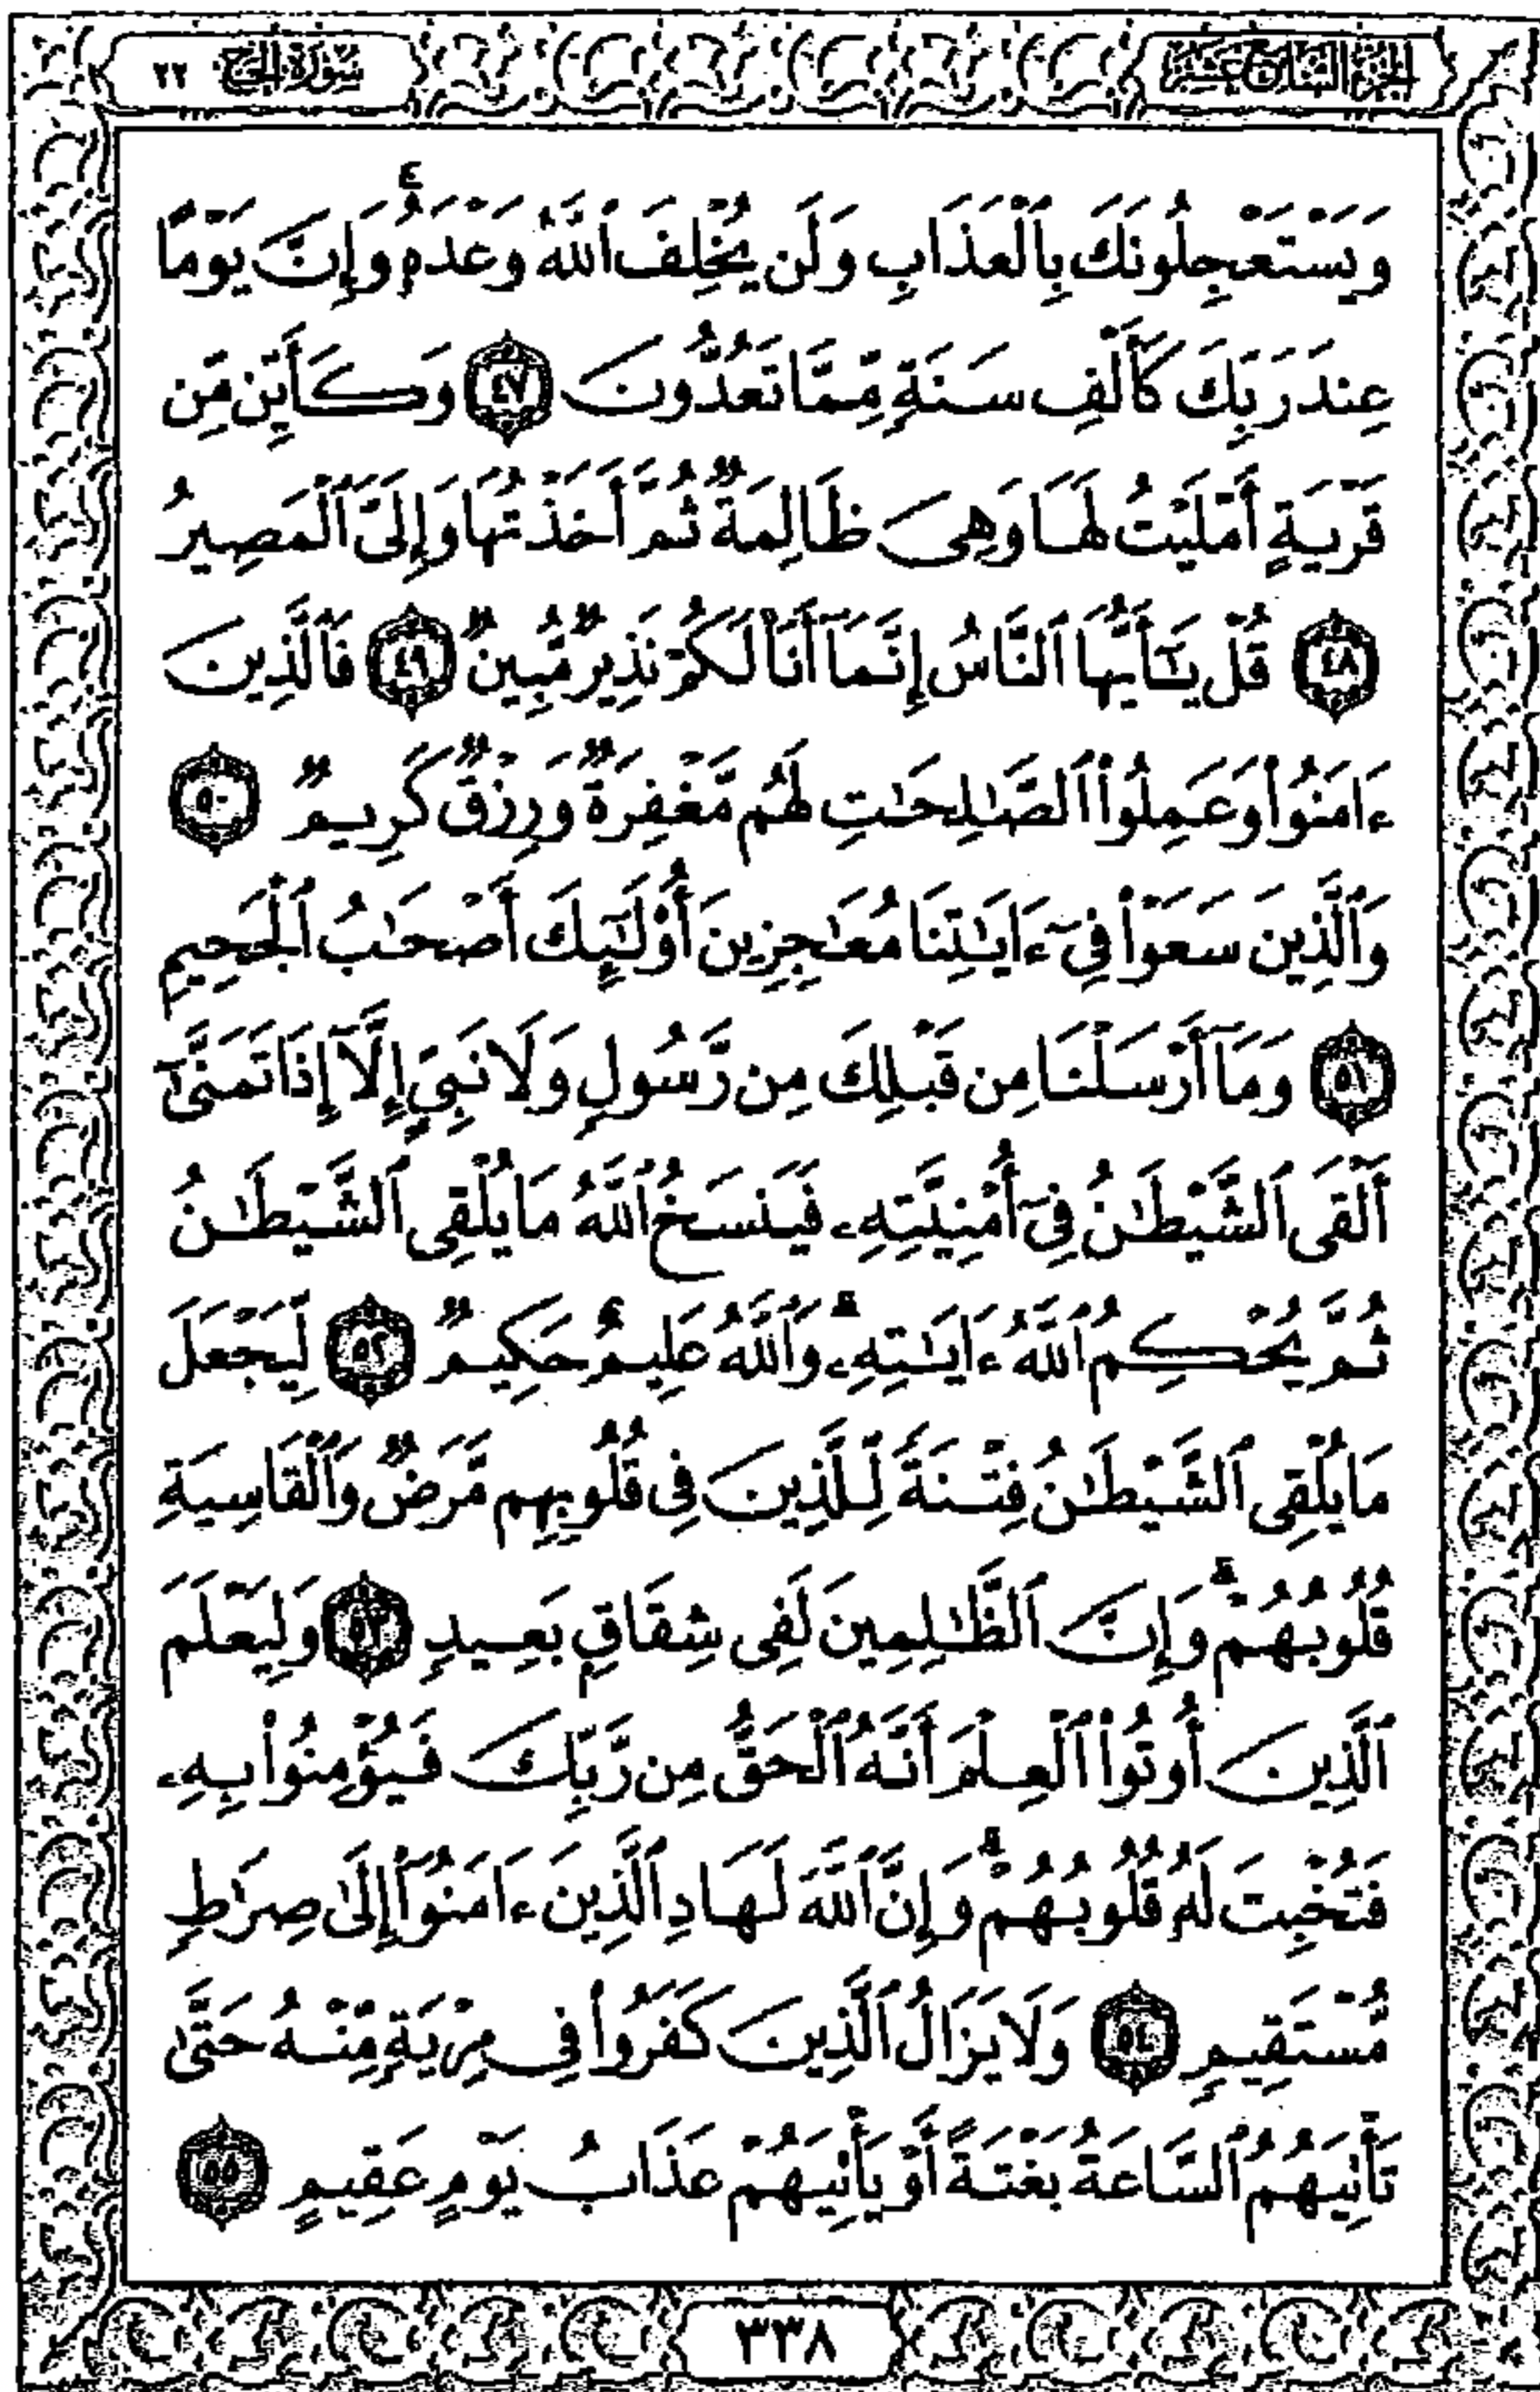 الجزء السابع عشر
سورة الحج ٢٢
وَيَسْتَعْجِلُونَكَ بِٱلْعَذَابِ وَلَن يُخْلِفَ ٱللَّهُ وَعْدَهُۥۚ وَإِنَّ يَوْمًا
عِندَ رَبِّكَ كَأَلْفِ سَنَةٍ مِّمَّا تَعُدُّونَ ٤٧ وَكَأَيِّن مِّن
قَرْيَةٍ أَمْلَيْتُ لَهَا وَهِىَ ظَالِمَةٌ ثُمَّ أَخَذْتُهَا وَإِلَىَّ ٱلْمَصِيرُ
٤٨ قُلْ يَٰٓأَيُّهَا ٱلنَّاسُ إِنَّمَآ أَنَا۠ لَكُمْ نَذِيرٌ مُّبِينٌ ٤٩ فَٱلَّذِينَ
ءَامَنُوا۟ وَعَمِلُوا۟ ٱلصَّٰلِحَٰتِ لَهُم مَّغْفِرَةٌ وَرِزْقٌ كَرِيمٌ ٥٠
وَٱلَّذِينَ سَعَوْا۟ فِىٓ ءَايَٰتِنَا مُعَٰجِزِينَ أُو۟لَٰٓئِكَ أَصْحَٰبُ ٱلْجَحِيمِ
٥١ وَمَآ أَرْسَلْنَا مِن قَبْلِكَ مِن رَّسُولٍ وَلَا نَبِىٍّ إِلَّآ إِذَا تَمَنَّىٰٓ
أَلْقَى ٱلشَّيْطَٰنُ فِىٓ أُمْنِيَّتِهِۦ فَيَنسَخُ ٱللَّهُ مَا يُلْقِى ٱلشَّيْطَٰنُ
ثُمَّ يُحْكِمُ ٱللَّهُ ءَايَٰتِهِۦۗ وَٱللَّهُ عَلِيمٌ حَكِيمٌ ٥٢ لِّيَجْعَلَ
مَا يُلْقِى ٱلشَّيْطَٰنُ فِتْنَةً لِّلَّذِينَ فِى قُلُوبِهِم مَّرَضٌ وَٱلْقَاسِيَةِ
قُلُوبُهُمْۗ وَإِنَّ ٱلظَّٰلِمِينَ لَفِى شِقَاقٍۭ بَعِيدٍ ٥٣ وَلِيَعْلَمَ
ٱلَّذِينَ أُوتُوا۟ ٱلْعِلْمَ أَنَّهُ ٱلْحَقُّ مِن رَّبِّكَ فَيُؤْمِنُوا۟ بِهِۦ
فَتُخْبِتَ لَهُۥ قُلُوبُهُمْۗ وَإِنَّ ٱللَّهَ لَهَادِ ٱلَّذِينَ ءَامَنُوٓا۟ إِلَىٰ صِرَٰطٍ
مُّسْتَقِيمٍ ٥٤ وَلَا يَزَالُ ٱلَّذِينَ كَفَرُوا۟ فِى مِرْيَةٍ مِّنْهُ حَتَّىٰ
تَأْتِيَهُمُ ٱلسَّاعَةُ بَغْتَةً أَوْ يَأْتِيَهُمْ عَذَابُ يَوْمٍ عَقِيمٍ ٥٥
٣٣٨